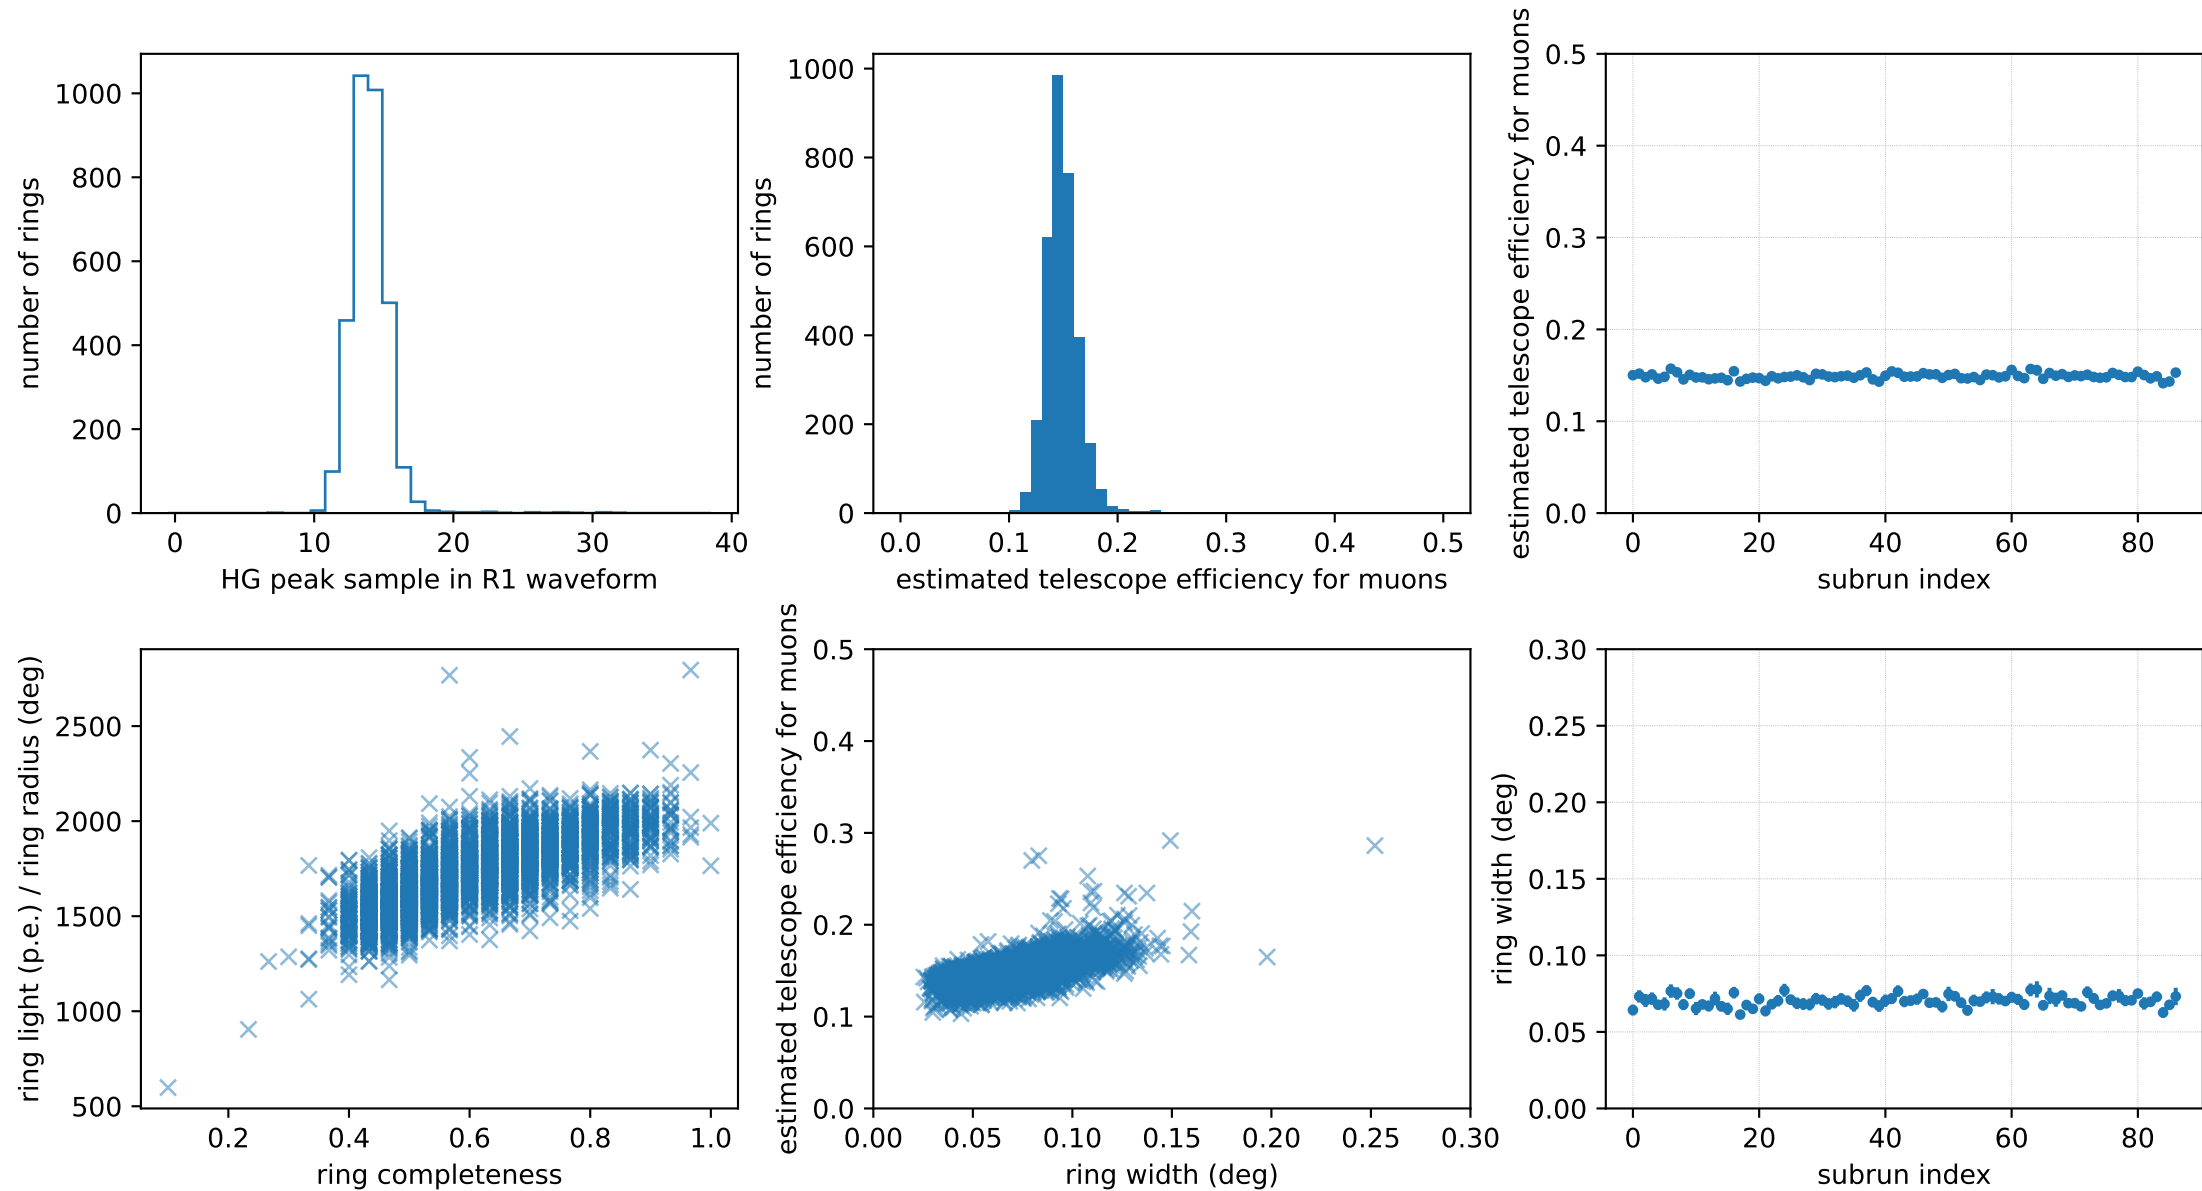 number of rings
1000
800
600
400
200
0
0 10 20 30 40
HG peak sample in R1 waveform
number of rings
1000
800
600
400
200
0
0.0 0.1 0.2 0.3 0.4 0.5
estimated telescope efficiency for muons
estimated telescope efficiency for muons
0.5
0.4
0.3
0.2
0.1
0.0
0 20 40 60 80
subrun index
ring light (p.e.) / ring radius (deg)
2500
2000
1500
1000
500
0.2 0.4 0.6 0.8 1.0
ring completeness
estimated telescope efficiency for muons
0.5
0.4
0.3
0.2
0.1
0.0
0.00 0.05 0.10 0.15 0.20 0.25 0.30
ring width (deg)
ring width (deg)
0.30
0.25
0.20
0.15
0.10
0.05
0.00
0 20 40 60 80
subrun index